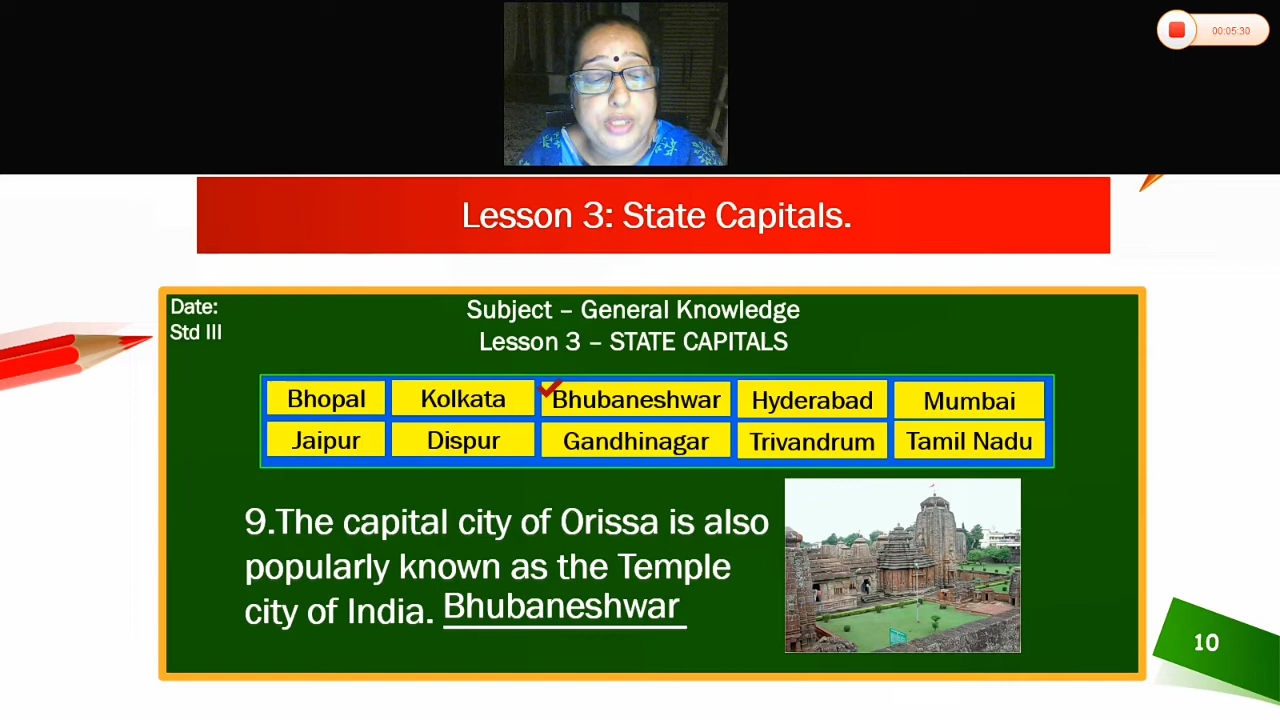 00:05:30
Lesson 3: State Capitals.
Date:
Std III
Subject – General Knowledge
Lesson 3 – STATE CAPITALS
Bhopal Kolkata Bhubaneshwar Hyderabad Mumbai
Jaipur Dispur Gandhinagar Trivandrum Tamil Nadu
9.The capital city of Orissa is also
popularly known as the Temple
city of India. Bhubaneshwar
10